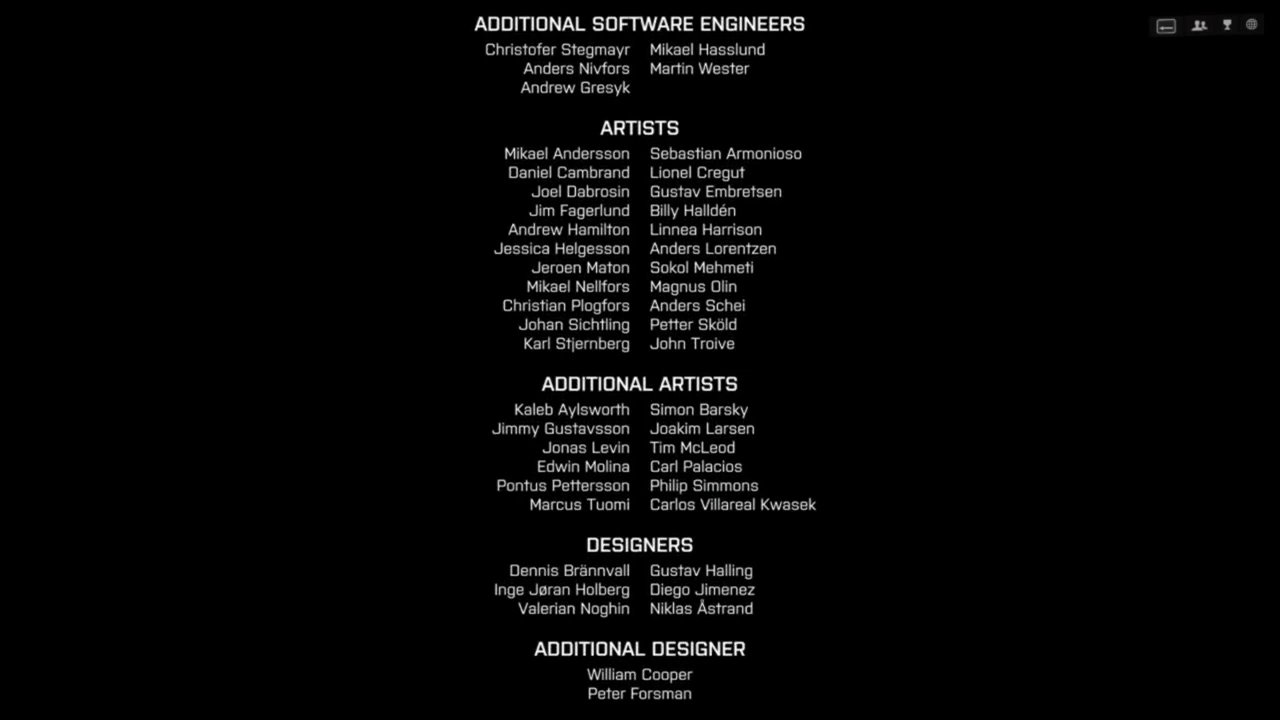 ADDITIONAL SOFTWARE ENGINEERS
Christofer Stegmayr Mikael Hasslund
Anders Nivfors Martin Wester
Andrew Gresyk
ARTISTS
Mikael Andersson Sebastian Armonioso
Daniel Cambrand Lionel Cregut
Joel Dabrosin Gustav Embretsen
Jim Fagerlund Billy Halldén
Andrew Hamilton Linnea Harrison
Jessica Helgesson Anders Lorentzen
Jeroen Maton Sokol Mehmeti
Mikael Nellfors Magnus Olin
Christian Plogfors Anders Schei
Johan Sichtling Petter Sköld
Karl Stjernberg John Troive
ADDITIONAL ARTISTS
Kaleb Aylsworth Simon Barsky
Jimmy Gustavsson Joakim Larsen
Jonas Levin Tim McLeod
Edwin Molina Carl Palacios
Pontus Pettersson Philip Simmons
Marcus Tuomi Carlos Villareal Kwasek
DESIGNERS
Dennis Brännvall Gustav Halling
Inge Jøran Holberg Diego Jimenez
Valerian Noghin Niklas Åstrand
ADDITIONAL DESIGNER
William Cooper
Peter Forsman